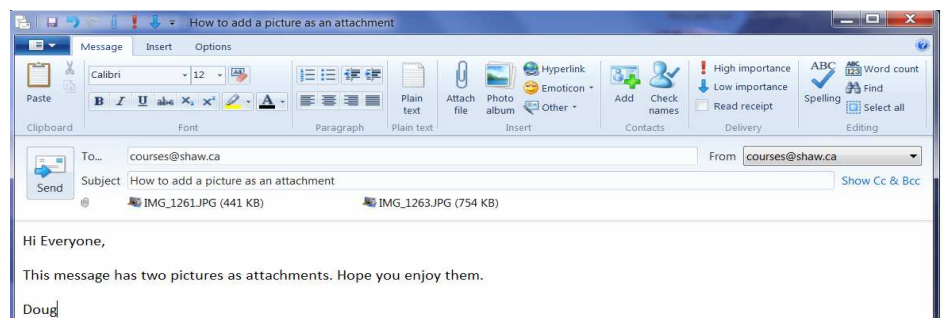 How to add a picture as an attachment
Message Insert Options
Calibri 12
Hyperlink High importance ABC Word count
Emoticon Low importance Find
Paste B I U abc X₂ X² A Plain text Attach file Photo album Other Add Check names Read receipt Spelling Select all
Clipboard Font Paragraph Plain text Insert Contacts Delivery Editing
To... courses@shaw.ca From courses@shaw.ca
Send
Subject How to add a picture as an attachment Show Cc & Bcc
IMG_1261.JPG (441 KB) IMG_1263.JPG (754 KB)
Hi Everyone,
This message has two pictures as attachments. Hope you enjoy them.
Doug